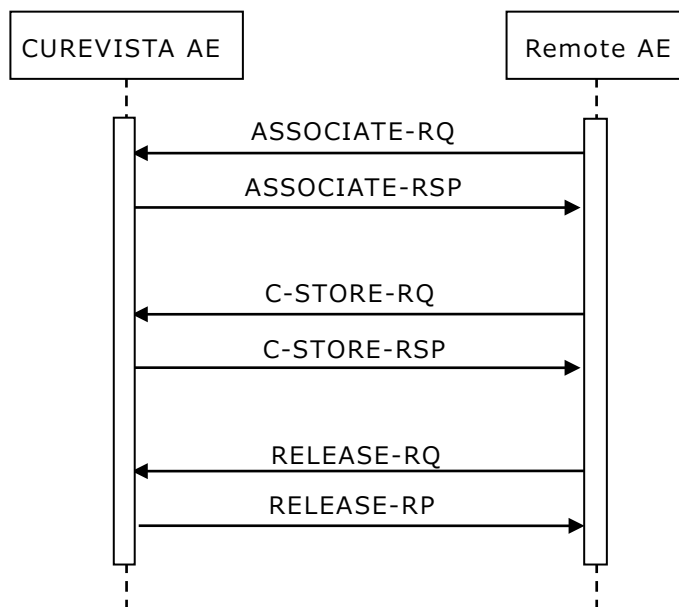 CUREVISTA AE
Remote AE
ASSOCIATE-RQ
ASSOCIATE-RSP
C-STORE-RQ
C-STORE-RSP
RELEASE-RQ
RELEASE-RP